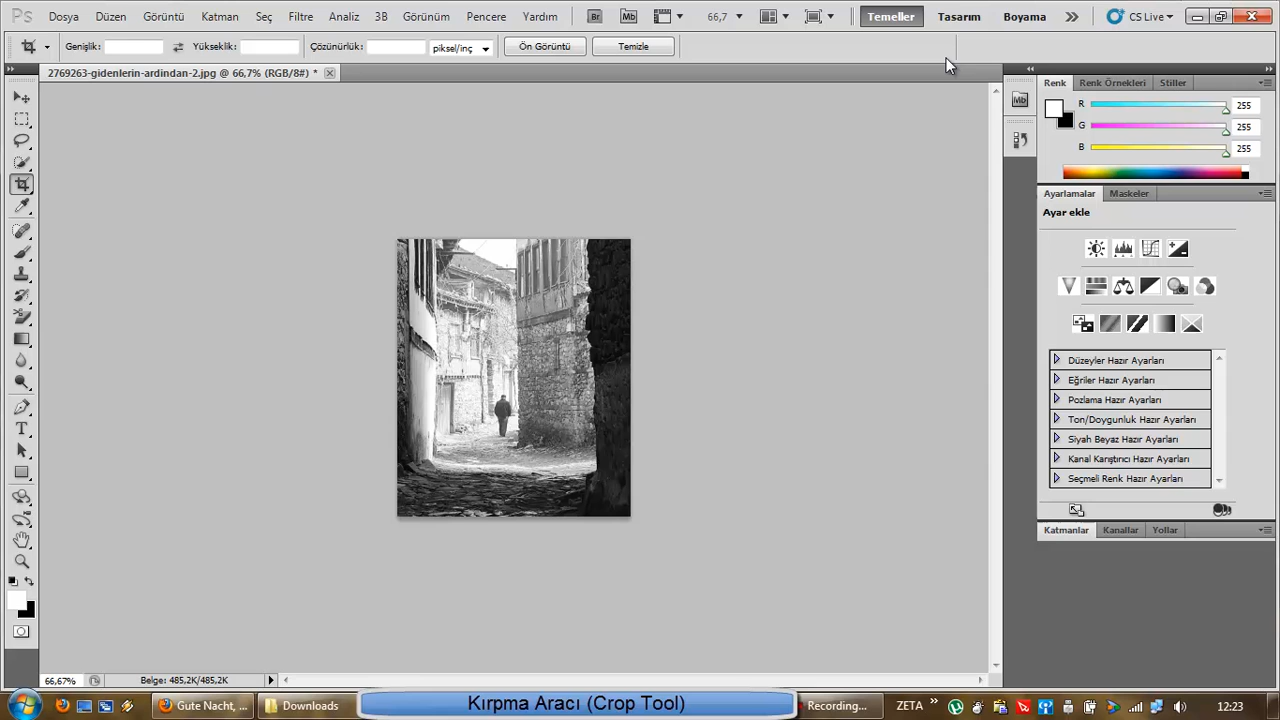 Ps Dosya Düzen Görüntü Katman Seç Filtre Analiz 3B Görünüm Pencere Yardım Br Mb 66,7 Temeller Tasarım Boyama CS Live
Genişlik: Yükseklik: Çözünürlük: piksel/inç Ön Görüntü Temizle
2769263-gidenlerin-ardindan-2.jpg @ 66,7% (RGB/8#) *
Mb
Renk Renk Örnekleri Stiller
R 255
G 255
B 255
Ayarlamalar Maskeler
Ayar ekle
Düzeyler Hazır Ayarları
Eğriler Hazır Ayarları
Pozlama Hazır Ayarları
Ton/Doygunluk Hazır Ayarları
Siyah Beyaz Hazır Ayarları
Kanal Karıştırıcı Hazır Ayarları
Seçmeli Renk Hazır Ayarları
Katmanlar Kanallar Yollar
66,67% Belge: 485,2K/485,2K
Gute Nacht, ... Downloads Kırpma Aracı (Crop Tool) Recording... ZETA 12:23